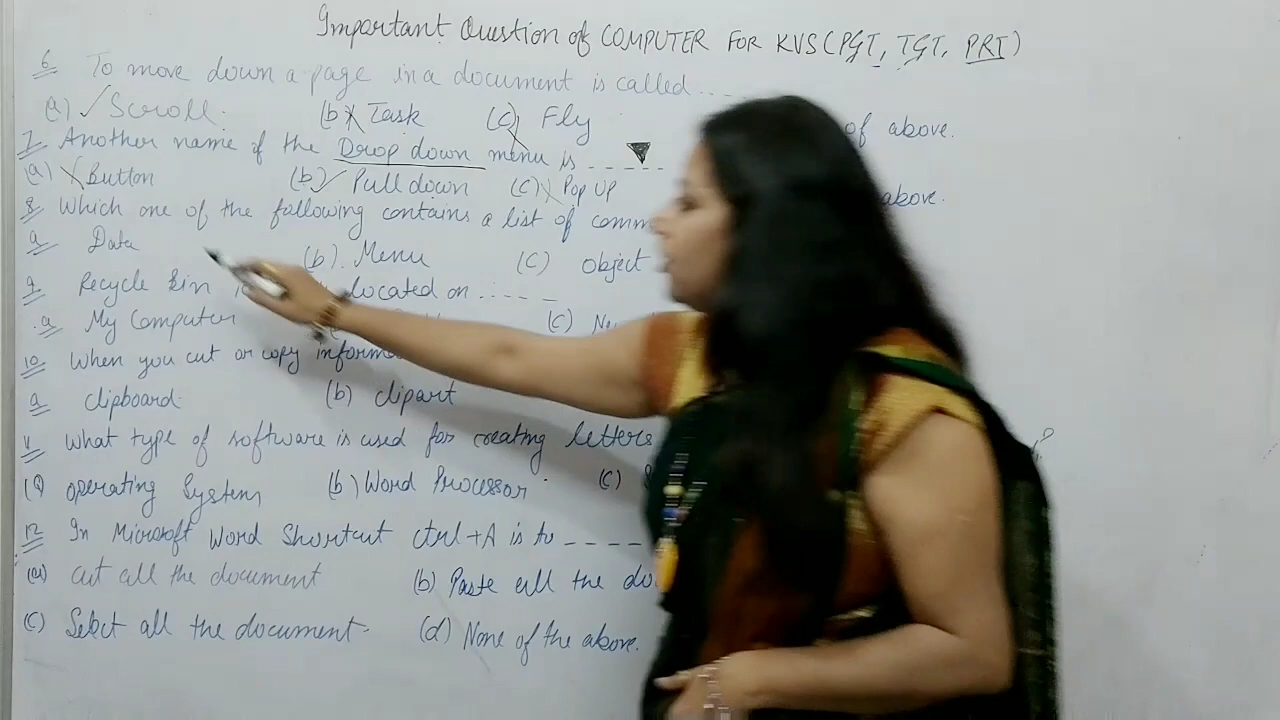 Important Question of COMPUTER FOR KVS (PGT, TGT, PRT)
6 To move down a page in a document is called ...
(a) ✓ Scroll. (b) Task (c) Fly of above.
7. Another name of the Drop down menu is _ _ _ _ _
(a) Button (b) ✓ Pull down (c) Pop up above.
8. Which one of the following contains a list of
a Data (b). Menu (C) object
9 Recycle Bin located on . - - - -
a My Computer (c)
10 When you cut or copy
a clipboard (b) clipart
11 What type of software is used for creating letters
(a) operating System (b) Word Processor (c)
12 In Microsoft Word Shortcut ctrl+A is to _ _ _ _
(a) cut all the document (b) Paste all the
(c) Select all the document. (d) None of the above.